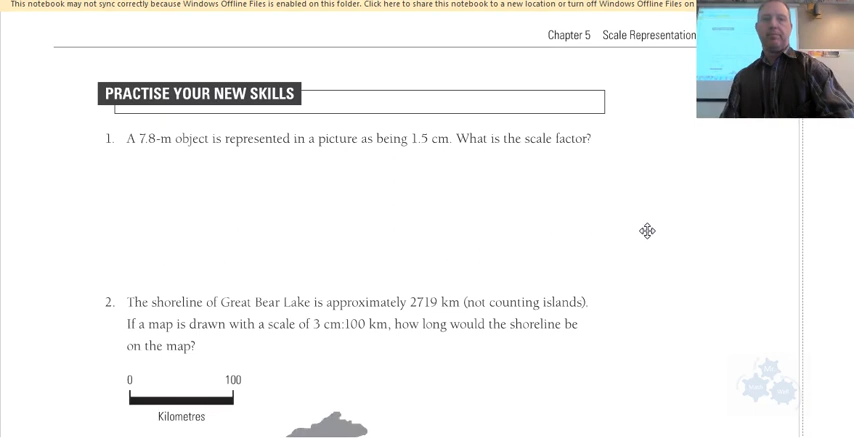 This notebook may not sync correctly because Windows Offline Files is enabled on this folder. Click here to share this notebook to a new location or turn off Windows Offline Files on
Chapter 5 Scale Representation
PRACTISE YOUR NEW SKILLS
1. A 7.8-m object is represented in a picture as being 1.5 cm. What is the scale factor?
2. The shoreline of Great Bear Lake is approximately 2719 km (not counting islands).
If a map is drawn with a scale of 3 cm:100 km, how long would the shoreline be
on the map?
0 100
Kilometres